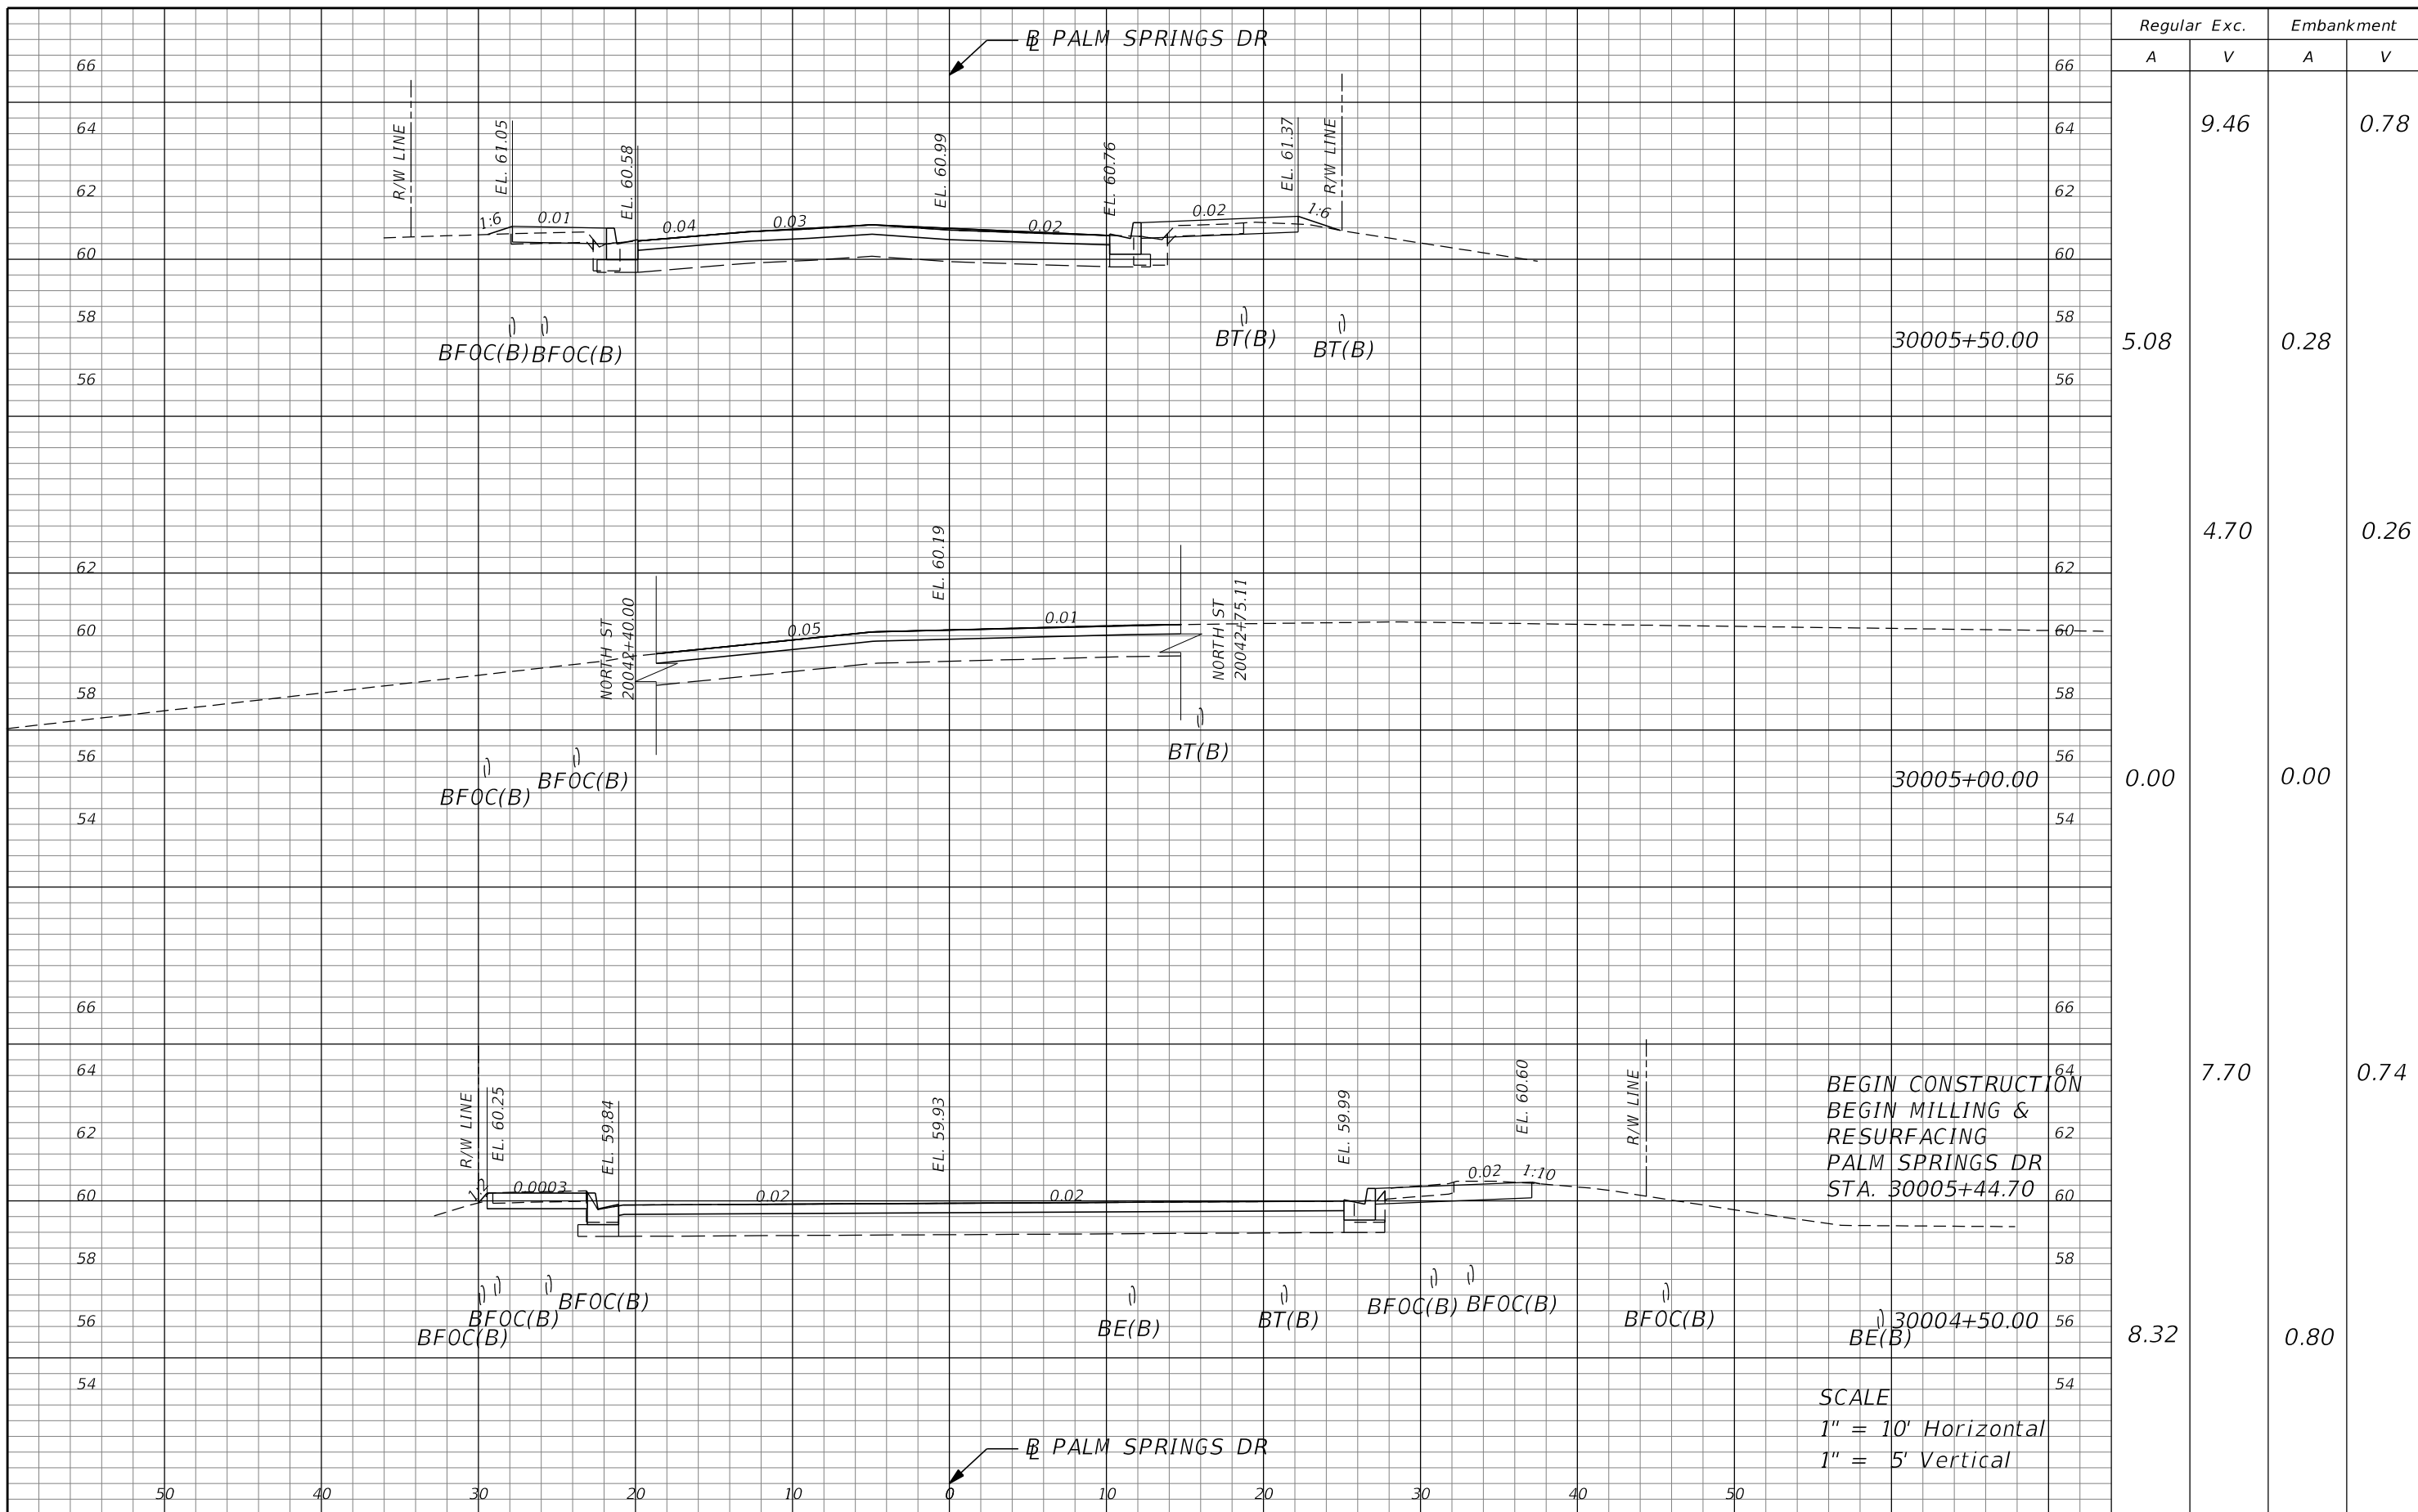 Regular Exc. Embankment
A V A V
B PALM SPRINGS DR
66 66
64 64
9.46 0.78
R/W LINE
EL. 61.05
EL. 60.58
EL. 60.99
EL. 60.76
EL. 61.37
R/W LINE
62 62
1:6 0.01 0.04 0.03 0.02 0.02 1:6
60 60
58 58
BFOC(B) BFOC(B) BT(B) BT(B)
30005+50.00 5.08 0.28
56 56
4.70 0.26
62 62
EL. 60.19
NORTH ST
20042+40.00
NORTH ST
20042+75.11
60 0.05 0.01 60
58 58
56 56
BT(B)
BFOC(B) BFOC(B)
30005+00.00 0.00 0.00
54 54
66 66
64 64
7.70 0.74
R/W LINE
EL. 60.25
EL. 59.84
EL. 59.93
EL. 59.99
EL. 60.60
R/W LINE
BEGIN CONSTRUCTION
BEGIN MILLING &
RESURFACING
PALM SPRINGS DR
STA. 30005+44.70
62 62
60 0.0003 0.02 0.02 0.02 1:10 60
58 58
BFOC(B) BFOC(B) BFOC(B) BE(B) BT(B) BFOC(B) BFOC(B) BFOC(B) BE(B)
56 30004+50.00 56
8.32 0.80
54 54
SCALE
1" = 10' Horizontal
1" = 5' Vertical
B PALM SPRINGS DR
50 40 30 20 10 0 10 20 30 40 50